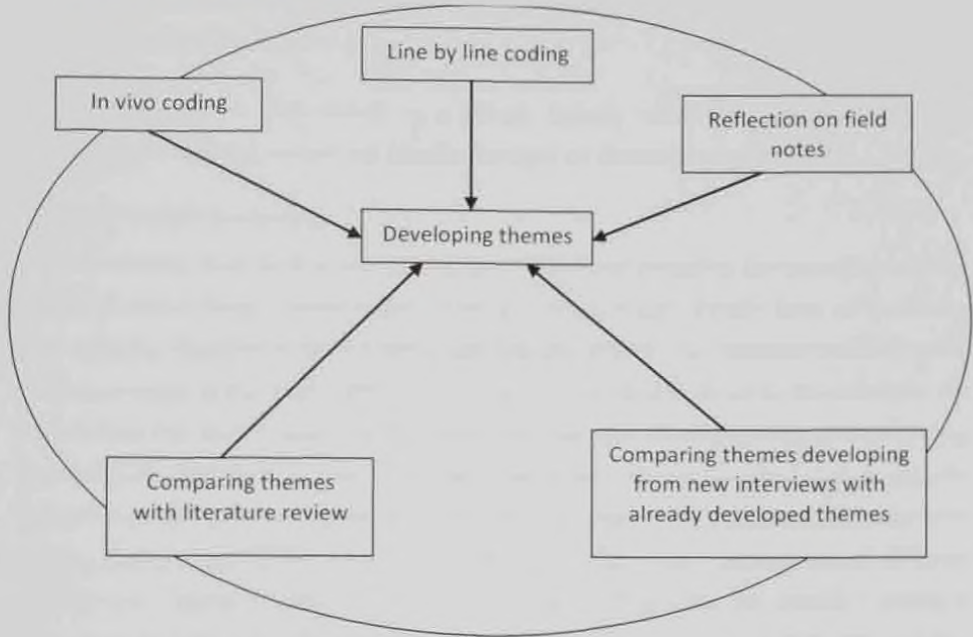 Line by line coding
In vivo coding
Reflection on field
notes
Developing themes
Comparing themes
with literature review
Comparing themes developing
from new interviews with
already developed themes